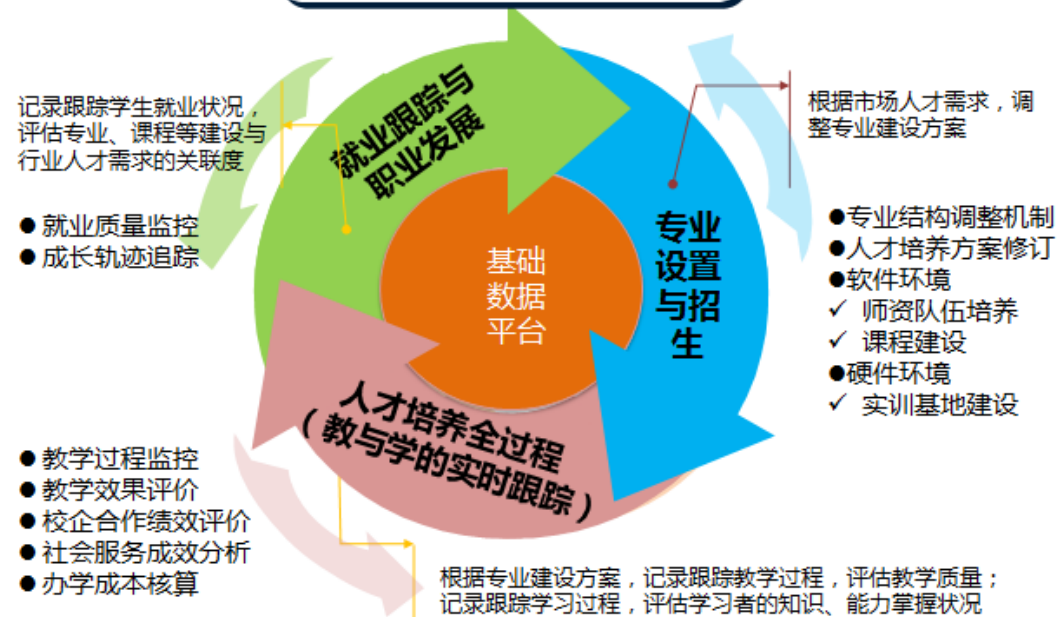 就业跟踪与
职业发展
记录跟踪学生就业状况，
评估专业、课程等建设与
行业人才需求的关联度
●就业质量监控
●成长轨迹追踪
根据市场人才需求，调
整专业建设方案
专业
设置
与招
生
●专业结构调整机制
●人才培养方案修订
●软件环境
✓ 师资队伍培养
✓ 课程建设
●硬件环境
✓ 实训基地建设
基础
数据
平台
人才培养全过程
（教与学的实时跟踪）
●教学过程监控
●教学效果评价
●校企合作绩效评价
●社会服务成效分析
●办学成本核算
根据专业建设方案，记录跟踪教学过程，评估教学质量；
记录跟踪学习过程，评估学习者的知识、能力掌握状况